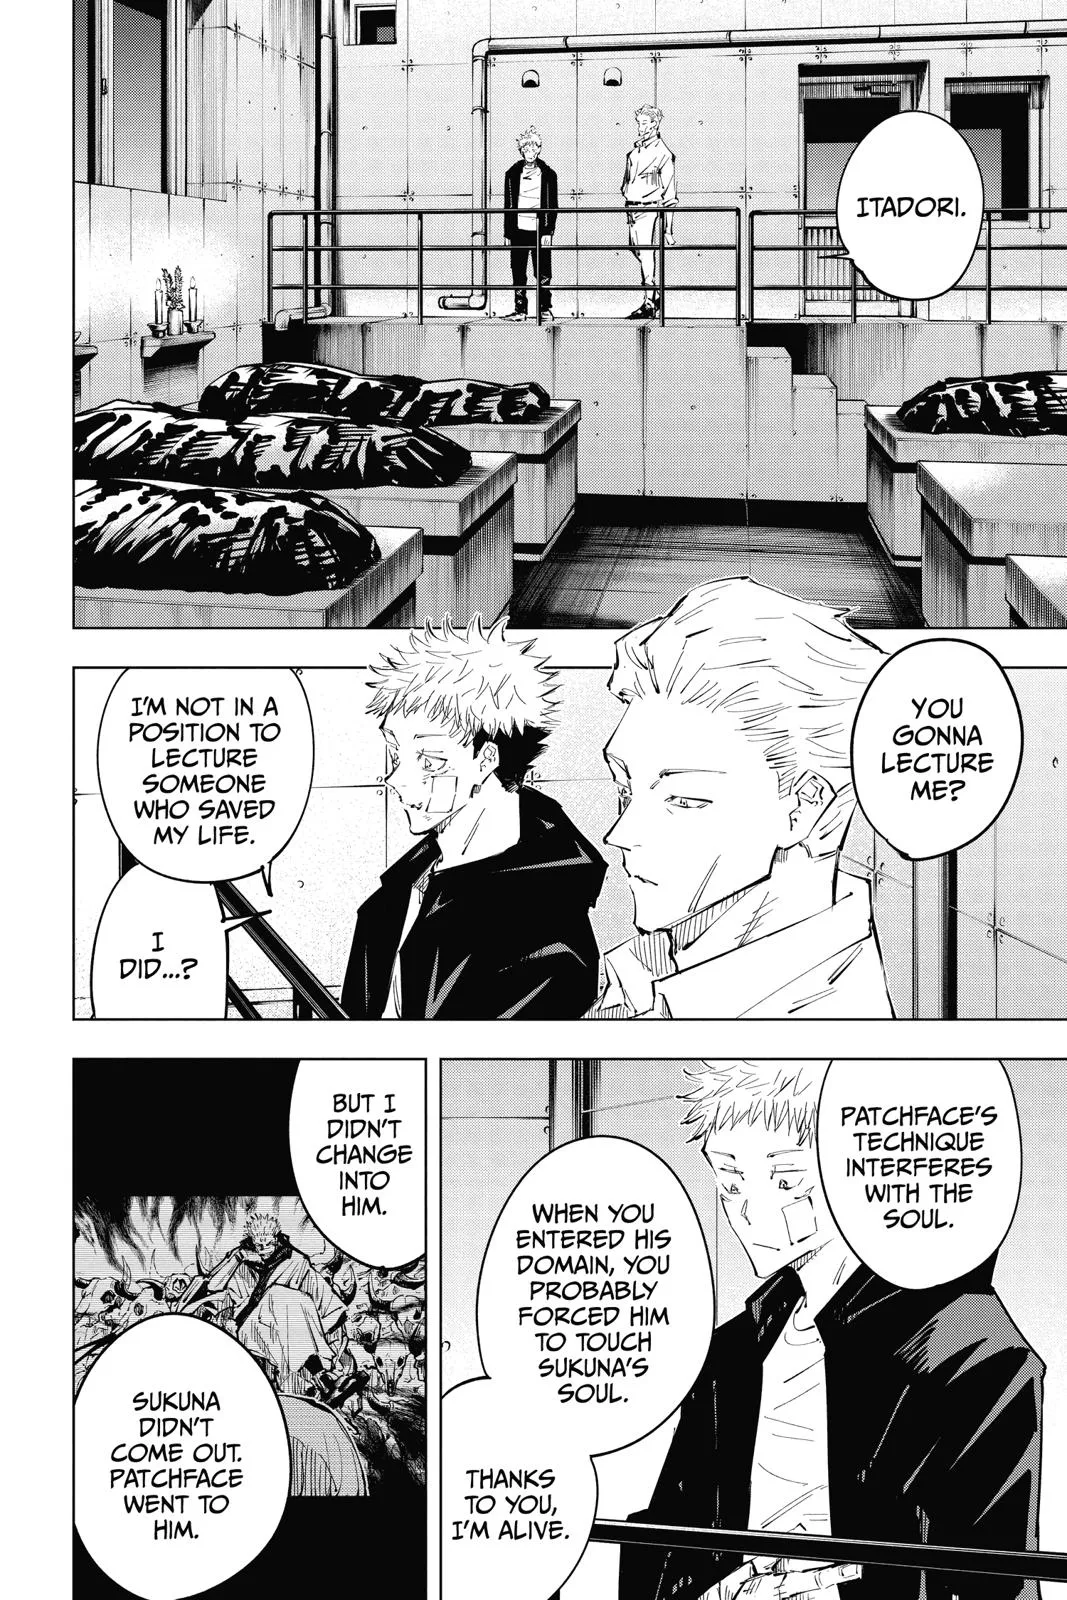 ITADORI.
YOU
GONNA
LECTURE
ME?
I'M NOT IN A
POSITION TO
LECTURE
SOMEONE
WHO SAVED
MY LIFE.
I
DID...?
PATCHFACE'S
TECHNIQUE
INTERFERES
WITH THE
SOUL.
WHEN YOU
ENTERED HIS
DOMAIN, YOU
PROBABLY
FORCED HIM
TO TOUCH
SUKUNA'S
SOUL.
THANKS
TO YOU,
I'M ALIVE.
BUT I
DIDN'T
CHANGE
INTO
HIM.
SUKUNA
DIDN'T
COME OUT.
PATCHFACE
WENT TO
HIM.